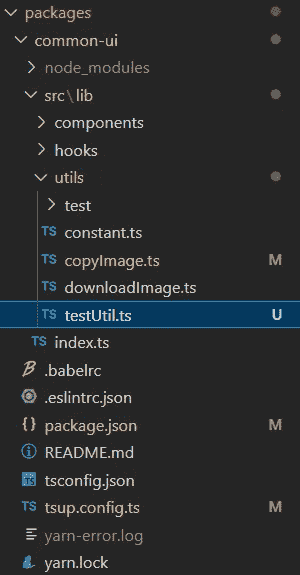 packages
common-ui
node_modules
src\lib
components
hooks
utils
test
TS constant.ts
TS copyImage.ts M
TS downloadImage.ts
TS testUtil.ts U
TS index.ts
.babelrc
.eslintrc.json
{} package.json M
README.md
TS tsconfig.json
TS tsup.config.ts M
yarn-error.log
yarn.lock